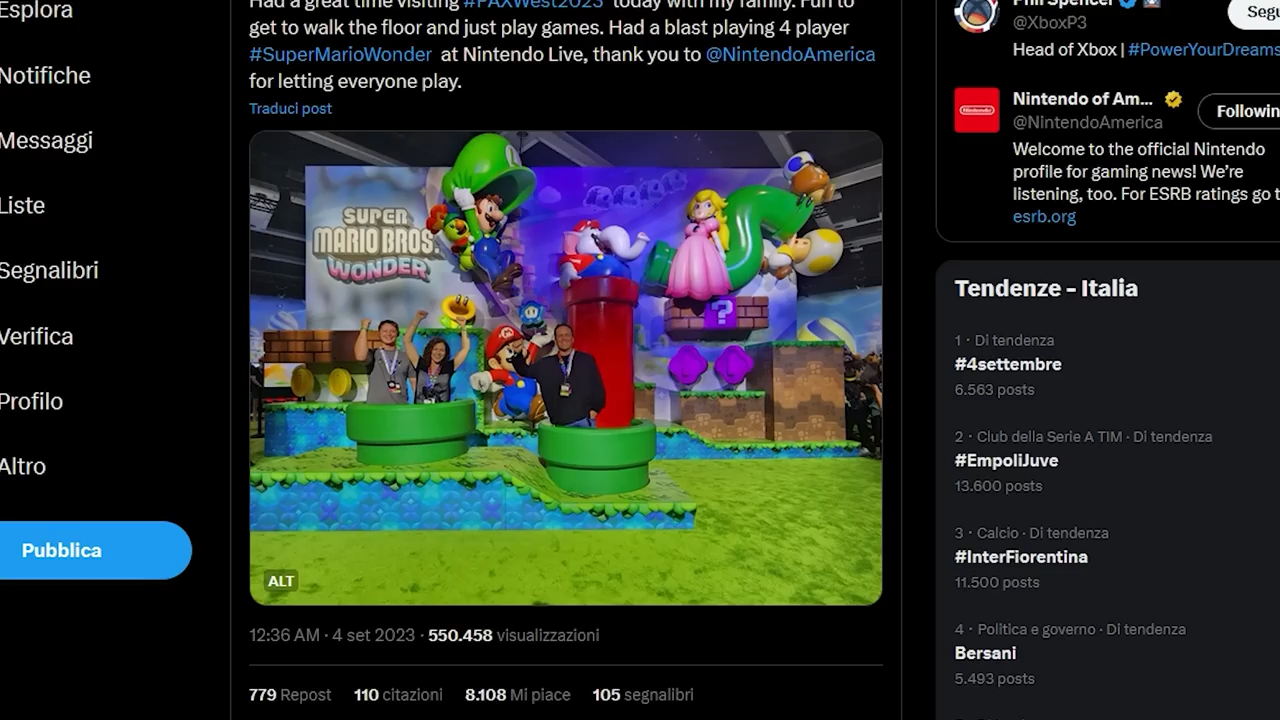 Esplora
Notifiche
Messaggi
Liste
Segnalibri
Verifica
Profilo
Altro
Pubblica
Had a great time visiting #PAXWest2023 today with my family. Fun to
get to walk the floor and just play games. Had a blast playing 4 player
#SuperMarioWonder at Nintendo Live, thank you to @NintendoAmerica
for letting everyone play.
Traduci post
SUPER
MARIO BROS.
WONDER
?
ALT
12:36 AM · 4 set 2023 · 550.458 visualizzazioni
779 Repost 110 citazioni 8.108 Mi piace 105 segnalibri
Phil Spencer
@XboxP3
Segu
Head of Xbox | #PowerYourDreams
Nintendo
Nintendo of Am...
@NintendoAmerica
Followin
Welcome to the official Nintendo
profile for gaming news! We're
listening, too. For ESRB ratings go t
esrb.org
Tendenze - Italia
1 · Di tendenza
#4settembre
6.563 posts
2 · Club della Serie A TIM · Di tendenza
#EmpoliJuve
13.600 posts
3 · Calcio · Di tendenza
#InterFiorentina
11.500 posts
4 · Politica e governo · Di tendenza
Bersani
5.493 posts